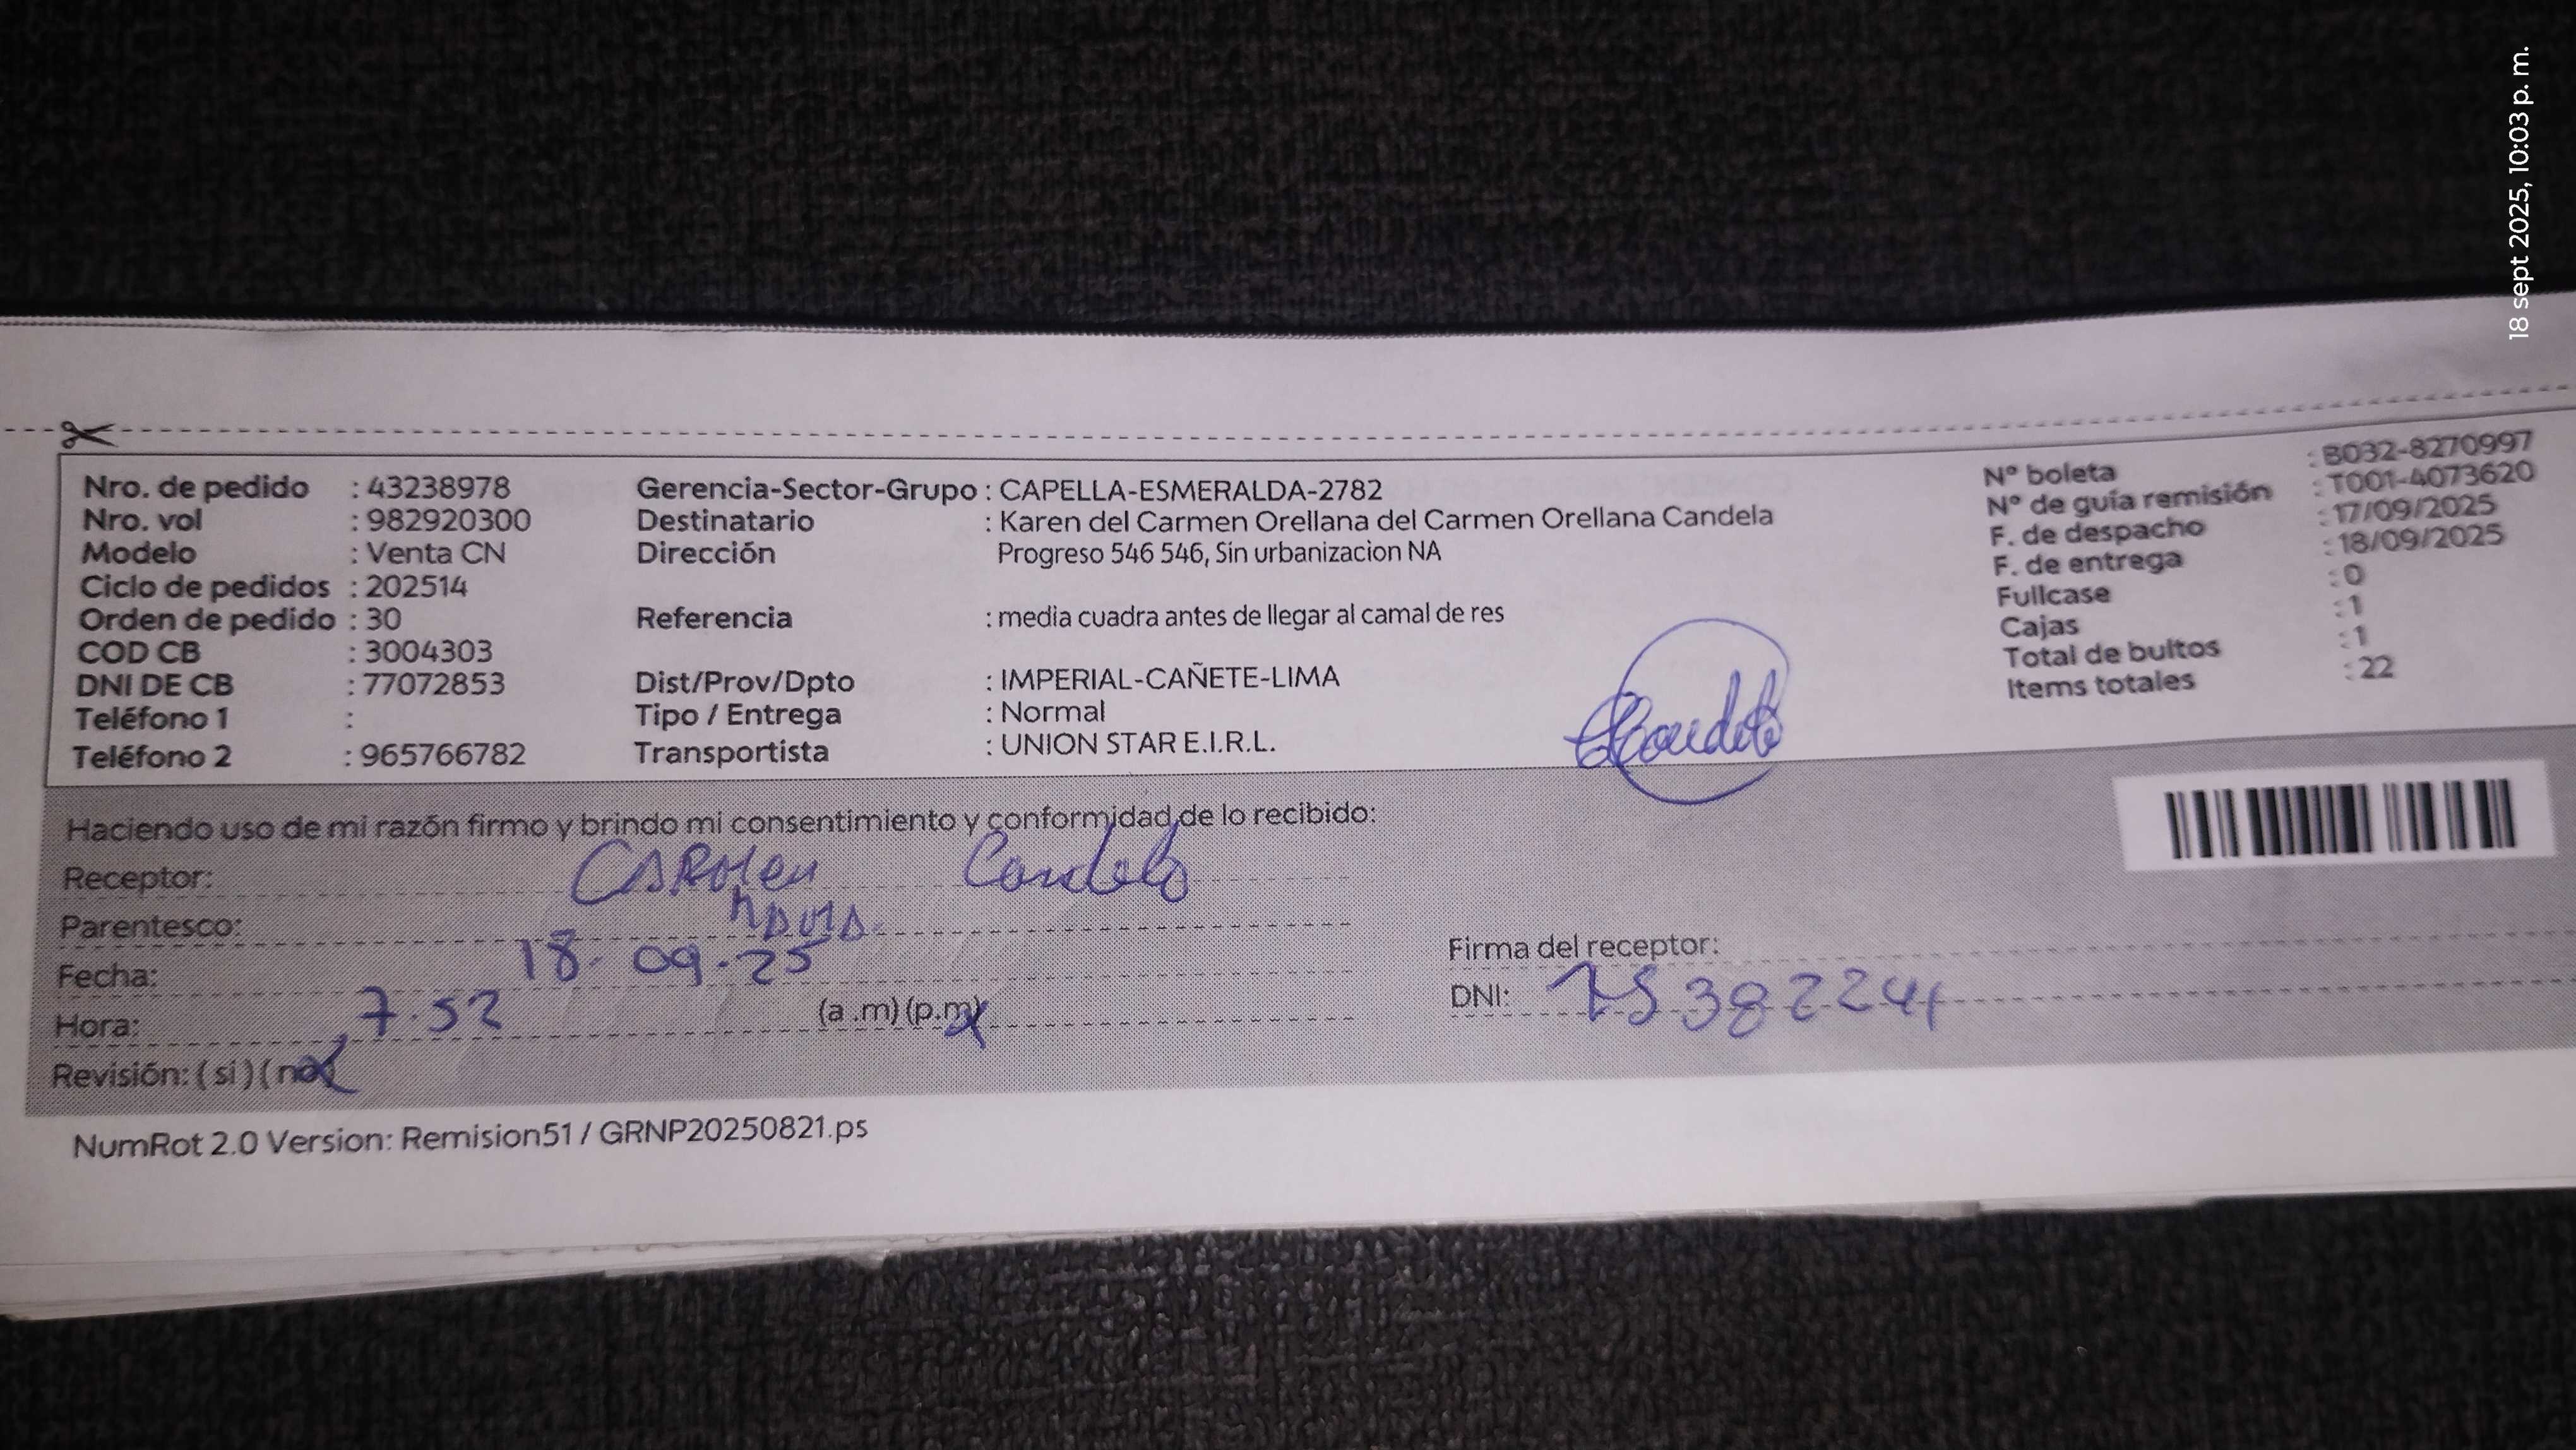 18 sept 2025, 10:03 p. m.
Nro. de pedido : 43238978
Nro. vol : 982920300
Modelo : Venta CN
Ciclo de pedidos : 202514
Orden de pedido : 30
COD CB : 3004303
DNI DE CB : 77072853
Teléfono 1 :
Teléfono 2 : 965766782
Gerencia-Sector-Grupo : CAPELLA-ESMERALDA-2782
Destinatario : Karen del Carmen Orellana del Carmen Orellana Candela
Dirección Progreso 546 546, Sin urbanizacion NA
Referencia : media cuadra antes de llegar al camal de res
Dist/Prov/Dpto : IMPERIAL-CAÑETE-LIMA
Tipo / Entrega : Normal
Transportista : UNION STAR E.I.R.L.
Nº boleta : B032-8270997
Nº de guía remisión : T001-4073620
F. de despacho : 17/09/2025
F. de entrega : 18/09/2025
Fullcase : 0
Cajas : 1
Total de bultos : 1
Items totales : 22
Haciendo uso de mi razón firmo y brindo mi consentimiento y conformidad de lo recibido:
Receptor: Candela
Parentesco:
Fecha: 18-09-25
Hora: 7.52 (a .m) (p.m)
Revisión: ( si ) ( no )
Firma del receptor:
DNI:
NumRot 2.0 Version: Remision51 / GRNP20250821.ps